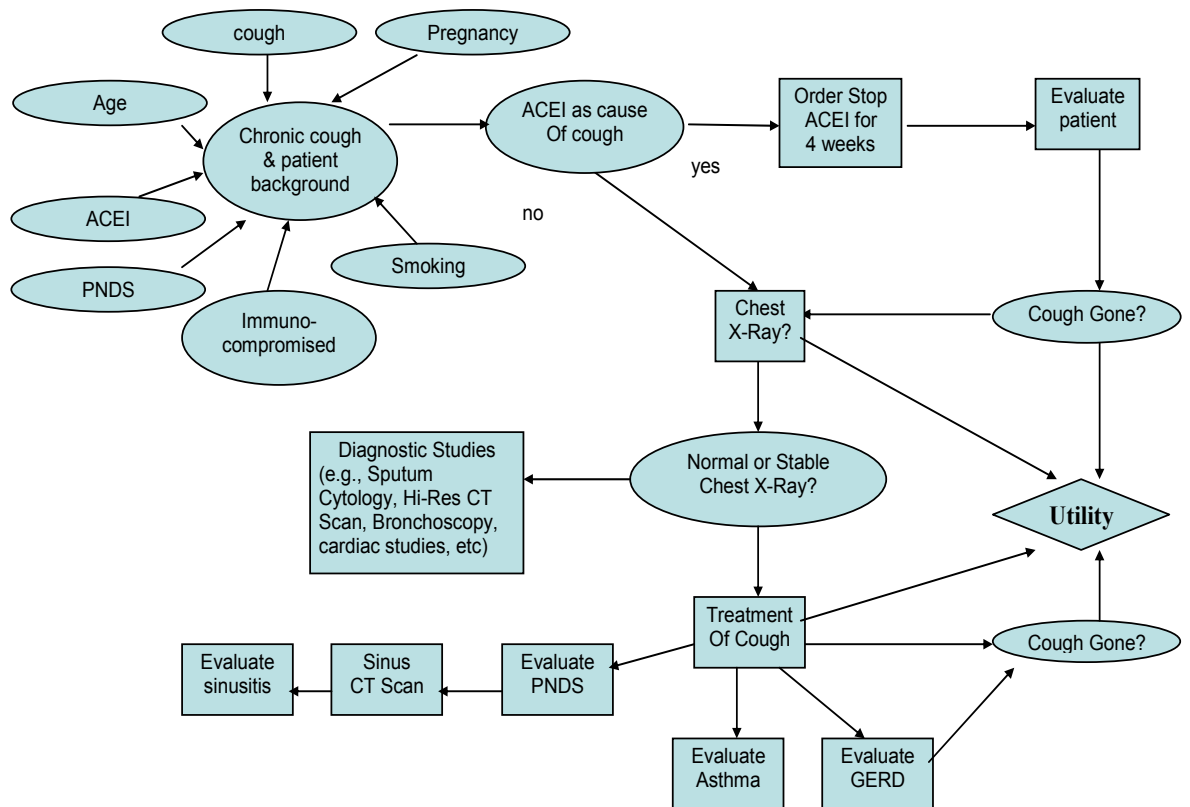 cough
Pregnancy
Age
Chronic cough
& patient
background
ACEI as cause
Of cough
Order Stop
ACEI for
4 weeks
Evaluate
patient
yes
no
ACEI
PNDS
Smoking
Immuno-
compromised
Chest
X-Ray?
Cough Gone?
Diagnostic Studies
(e.g., Sputum
Cytology, Hi-Res CT
Scan, Bronchoscopy,
cardiac studies, etc)
Normal or Stable
Chest X-Ray?
Utility
Treatment
Of Cough
Cough Gone?
Evaluate
sinusitis
Sinus
CT Scan
Evaluate
PNDS
Evaluate
Asthma
Evaluate
GERD